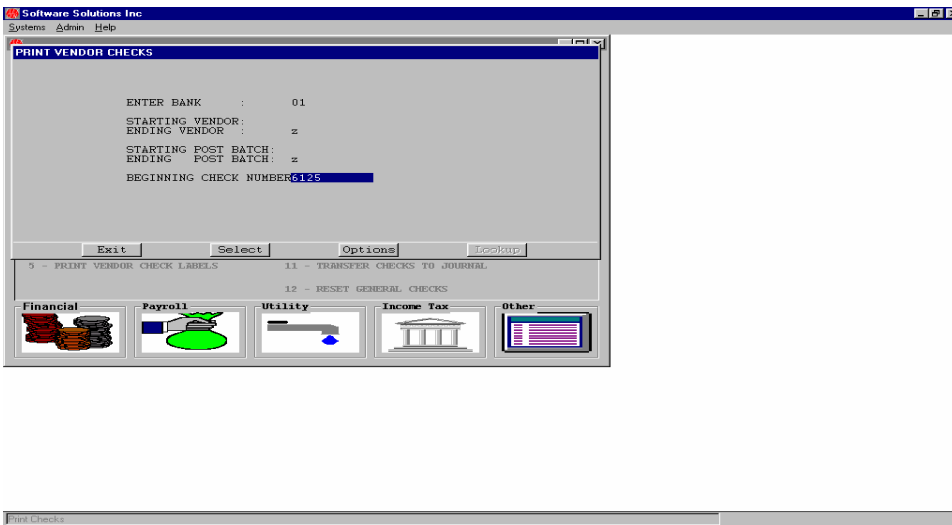 Software Solutions Inc
Systems Admin Help
PRINT VENDOR CHECKS
ENTER BANK : 01
STARTING VENDOR:
ENDING VENDOR : z
STARTING POST BATCH:
ENDING POST BATCH: z
BEGINNING CHECK NUMBER6125
Exit Select Options Lookup
5 - PRINT VENDOR CHECK LABELS 11 - TRANSFER CHECKS TO JOURNAL
12 - RESET GENERAL CHECKS
Financial Payroll Utility Income Tax Other
Print Checks